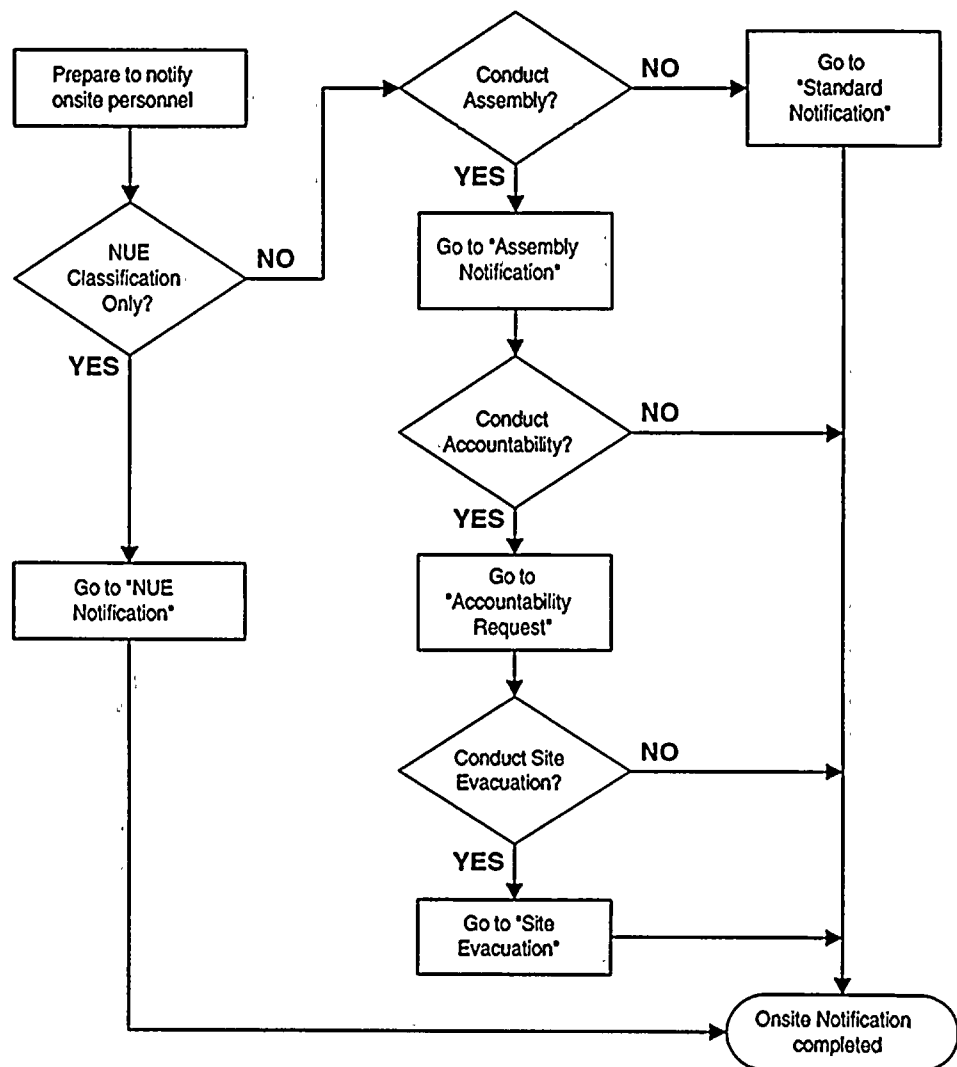 Prepare to notify
onsite personnel
NUE
Classification
Only?
NO
YES
Go to "NUE
Notification"
Conduct
Assembly?
NO
Go to
"Standard
Notification"
YES
Go to "Assembly
Notification"
Conduct
Accountability?
NO
YES
Go to
"Accountability
Request"
Conduct Site
Evacuation?
NO
YES
Go to "Site
Evacuation"
Onsite Notification
completed